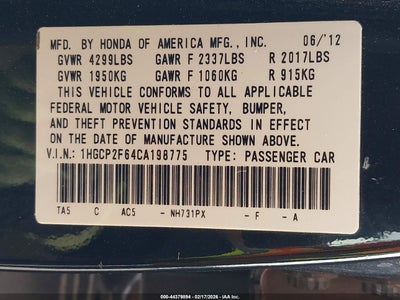 MFD. BY HONDA OF AMERICA MFG., INC. 06/'12
GVWR 4299LBS GAWR F 2337LBS R 2017LBS
GVWR 1950KG GAWR F 1060KG R 915KG
THIS VEHICLE CONFORMS TO ALL APPLICABLE
FEDERAL MOTOR VEHICLE SAFETY, BUMPER,
AND THEFT PREVENTION STANDARDS IN EFFECT
ON THE DATE OF MANUFACTURE SHOWN ABOVE.
V.I.N: 1HGCP2F64CA198775 TYPE: PASSENGER CAR
TA5 C AC5 - NH731PX - F - A
000-44379894 - 02/17/2026 - IAAI.COM